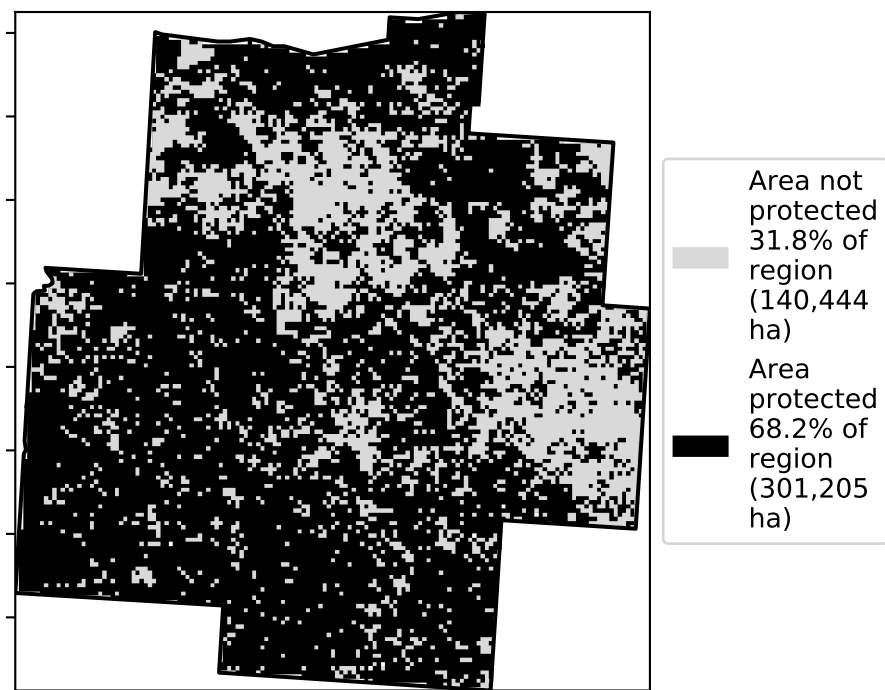 Area not
protected
31.8% of
region
(140,444
ha)
Area
protected
68.2% of
region
(301,205
ha)